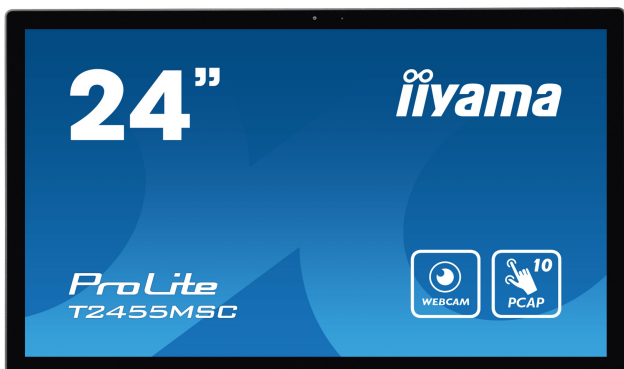 24”
iiyama
ProLite
T2455MSC
WEBCAM
10
PCAP